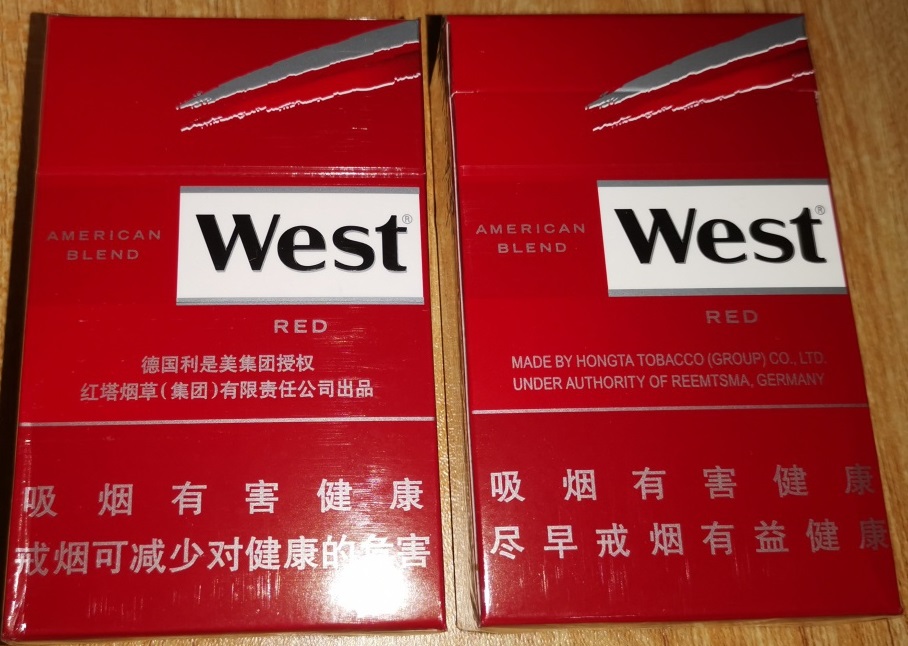 AMERICAN
BLEND
West®
RED
德国利是美集团授权
红塔烟草(集团)有限责任公司出品
吸烟有害健康
戒烟可减少对健康的危害
AMERICAN
BLEND
West®
RED
MADE BY HONGTA TOBACCO (GROUP) CO., LTD.
UNDER AUTHORITY OF REEMTSMA, GERMANY
吸烟有害健康
尽早戒烟有益健康